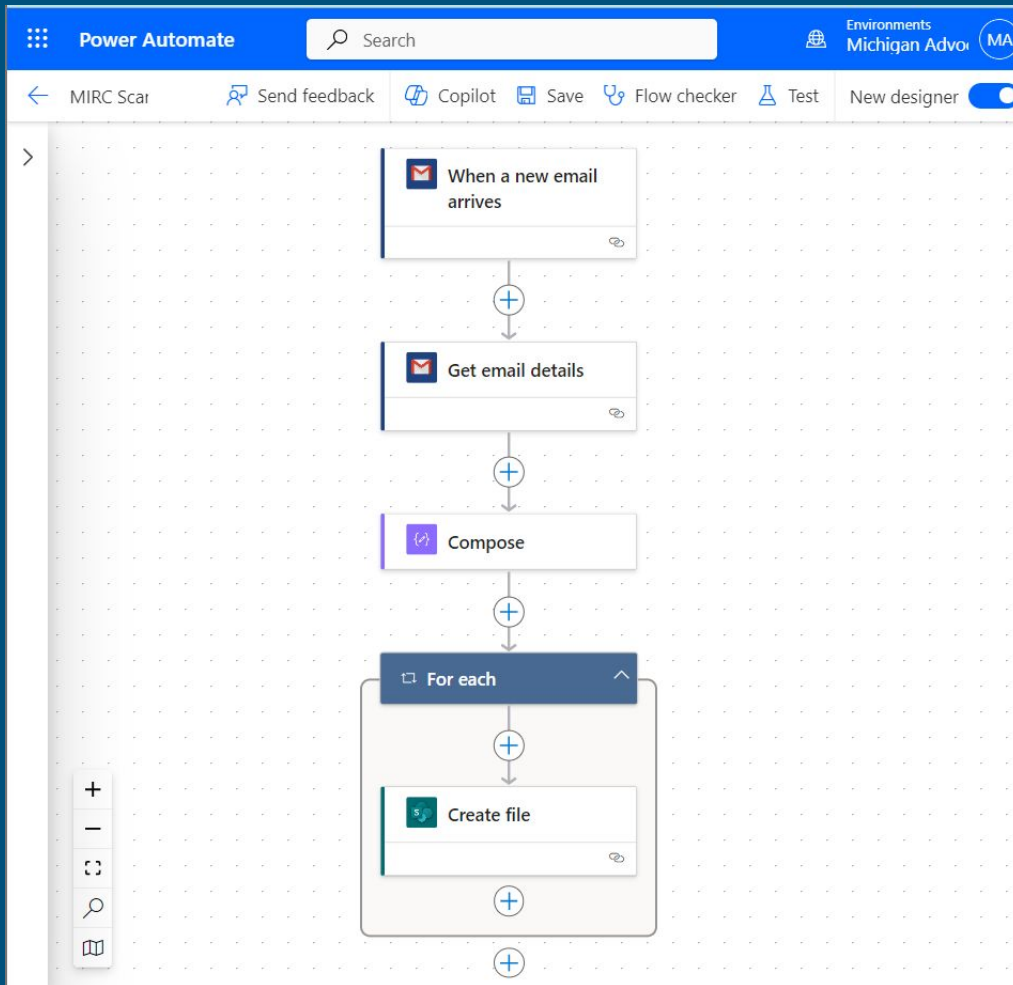 Power Automate
Search
Environments
Michigan Advo
MA
MIRC Scar
Send feedback
Copilot
Save
Flow checker
Test
New designer
When a new email
arrives
Get email details
Compose
For each
Create file